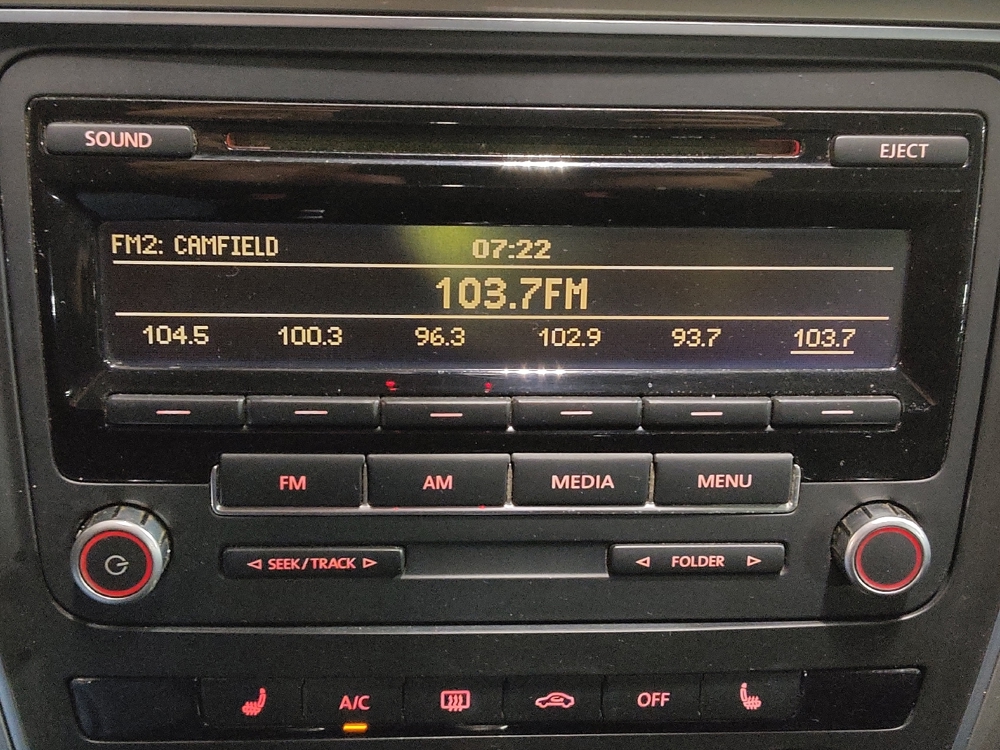 SOUND
EJECT
FM2: CAMFIELD 07:22
103.7FM
104.5 100.3 96.3 102.9 93.7 103.7
FM AM MEDIA MENU
SEEK/TRACK FOLDER
A/C OFF